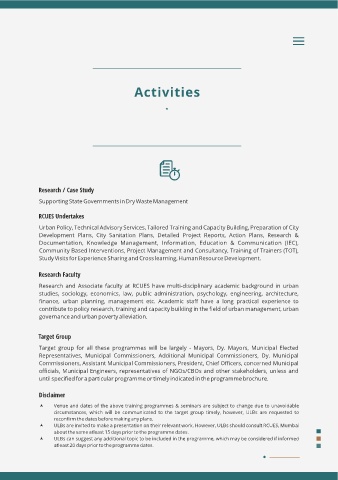 Activities
Research / Case Study
Supporting State Governments in Dry Waste Management
RCUES Undertakes
Urban Policy, Technical Advisory Services, Tailored Training and Capacity Building, Preparation of City
Development Plans, City Sanitation Plans, Detailed Project Reports, Action Plans, Research &
Documentation, Knowledge Management, Information, Education & Communication (IEC),
Community Based Interventions, Project Management and Consultancy, Training of Trainers (TOT),
Study Visits for Experience Sharing and Cross learning, Human Resource Development.
Research Faculty
Research and Associate faculty at RCUES have multi-disciplinary academic background in urban
studies, sociology, economics, law, public administration, psychology, engineering, architecture,
finance, urban planning, management etc. Academic staff have a long practical experience to
contribute to policy research, training and capacity building in the field of urban management, urban
governance and urban poverty alleviation.
Target Group
Target group for all these programmes will be largely - Mayors, Dy. Mayors, Municipal Elected
Representatives, Municipal Commissioners, Additional Municipal Commissioners, Dy. Municipal
Commissioners, Assistant Municipal Commissioners, President, Chief Officers, concerned Municipal
officials, Municipal Engineers, representatives of NGOs/CBOs and other stakeholders, unless and
until specified for a particular programme or timely indicated in the programme brochure.
Disclaimer
* Venue and dates of the above training programmes & seminars are subject to change due to unavoidable
circumstances, which will be communicated to the target group timely, however, ULBs are requested to
reconfirm the dates before making any plans.
* ULBs are invited to make a presentation on their relevant work. However, ULBs should consult RCUES, Mumbai
about the same atleast 15 days prior to the programme dates.
* ULBs can suggest any additional topic to be included in the programme, which may be considered if informed
atleast 26 days prior to the programme dates.